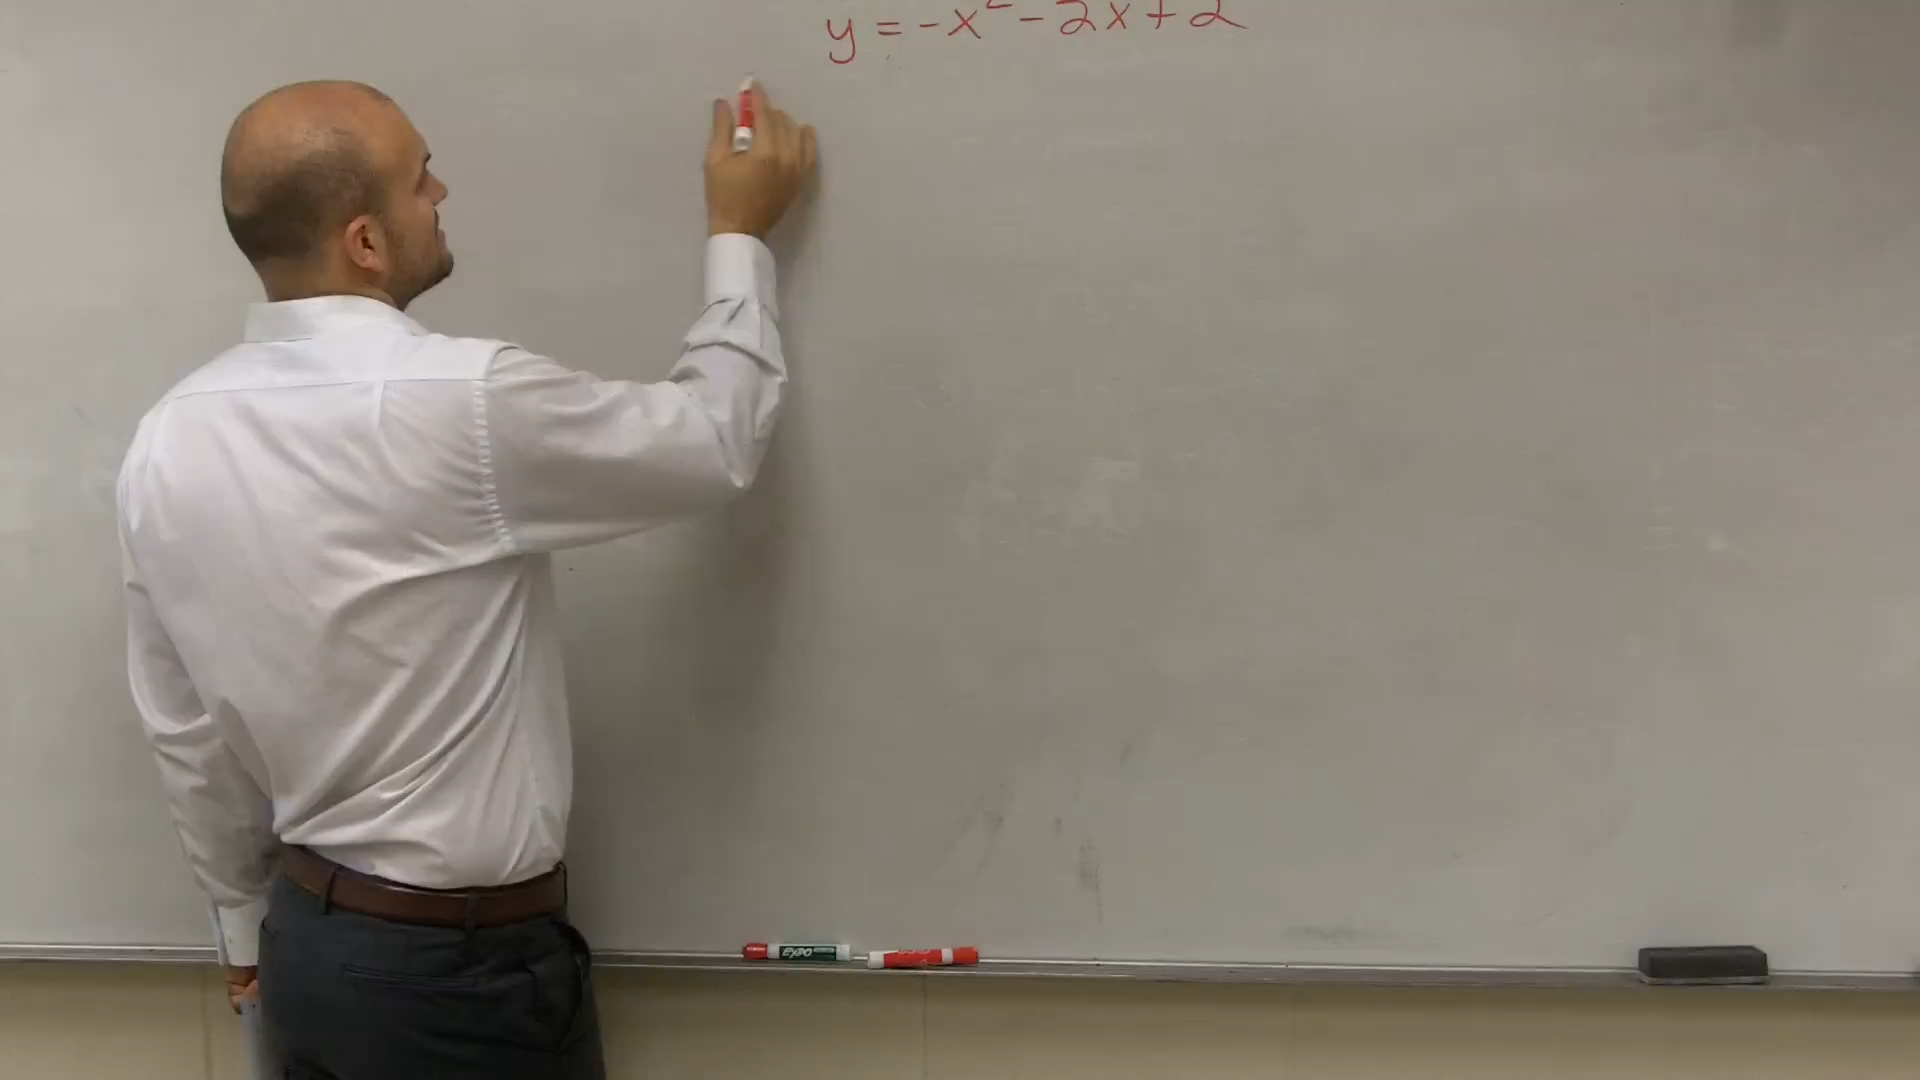 y = -x² - 2x + 2
EXPO